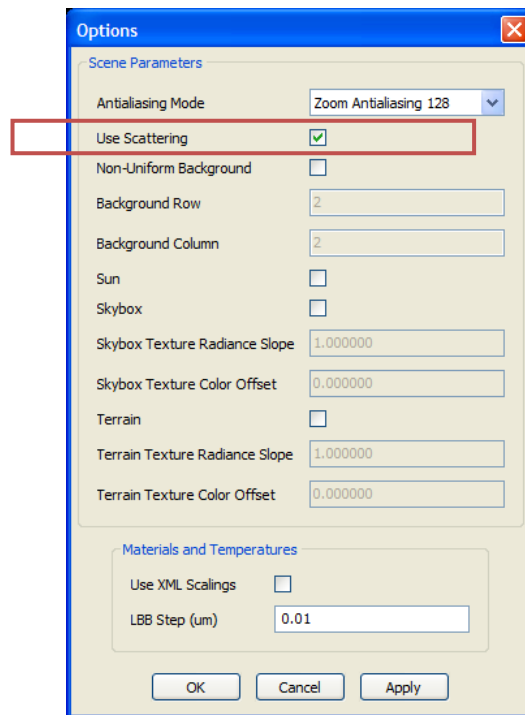 Options
Scene Parameters
Antialiasing Mode Zoom Antialiasing 128
Use Scattering
Non-Uniform Background
Background Row 2
Background Column 2
Sun
Skybox
Skybox Texture Radiance Slope 1.000000
Skybox Texture Color Offset 0.000000
Terrain
Terrain Texture Radiance Slope 1.000000
Terrain Texture Color Offset 0.000000
Materials and Temperatures
Use XML Scalings
LBB Step (um) 0.01
OK Cancel Apply